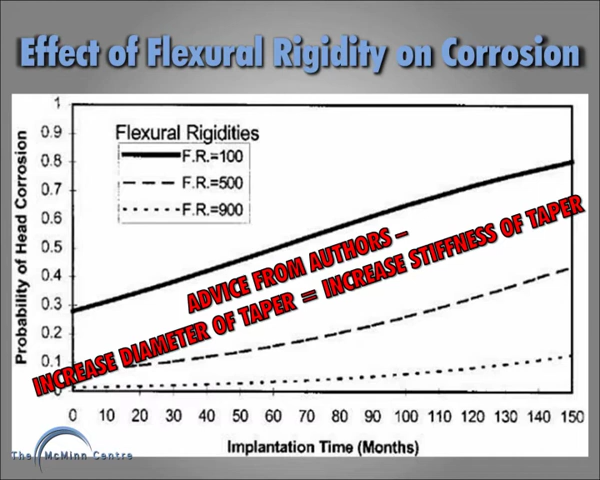 Effect of Flexural Rigidity on Corrosion
Probability of Head Corrosion
1
0.9
0.8
0.7
0.6
0.5
0.4
0.3
0.2
0.1
0
Flexural Rigidities
F.R.=100
F.R.=500
F.R.=900
ADVICE FROM AUTHORS –
INCREASE DIAMETER OF TAPER = INCREASE STIFFNESS OF TAPER
0 10 20 30 40 50 60 70 80 90 100 110 120 130 140 150
Implantation Time (Months)
The McMinn Centre